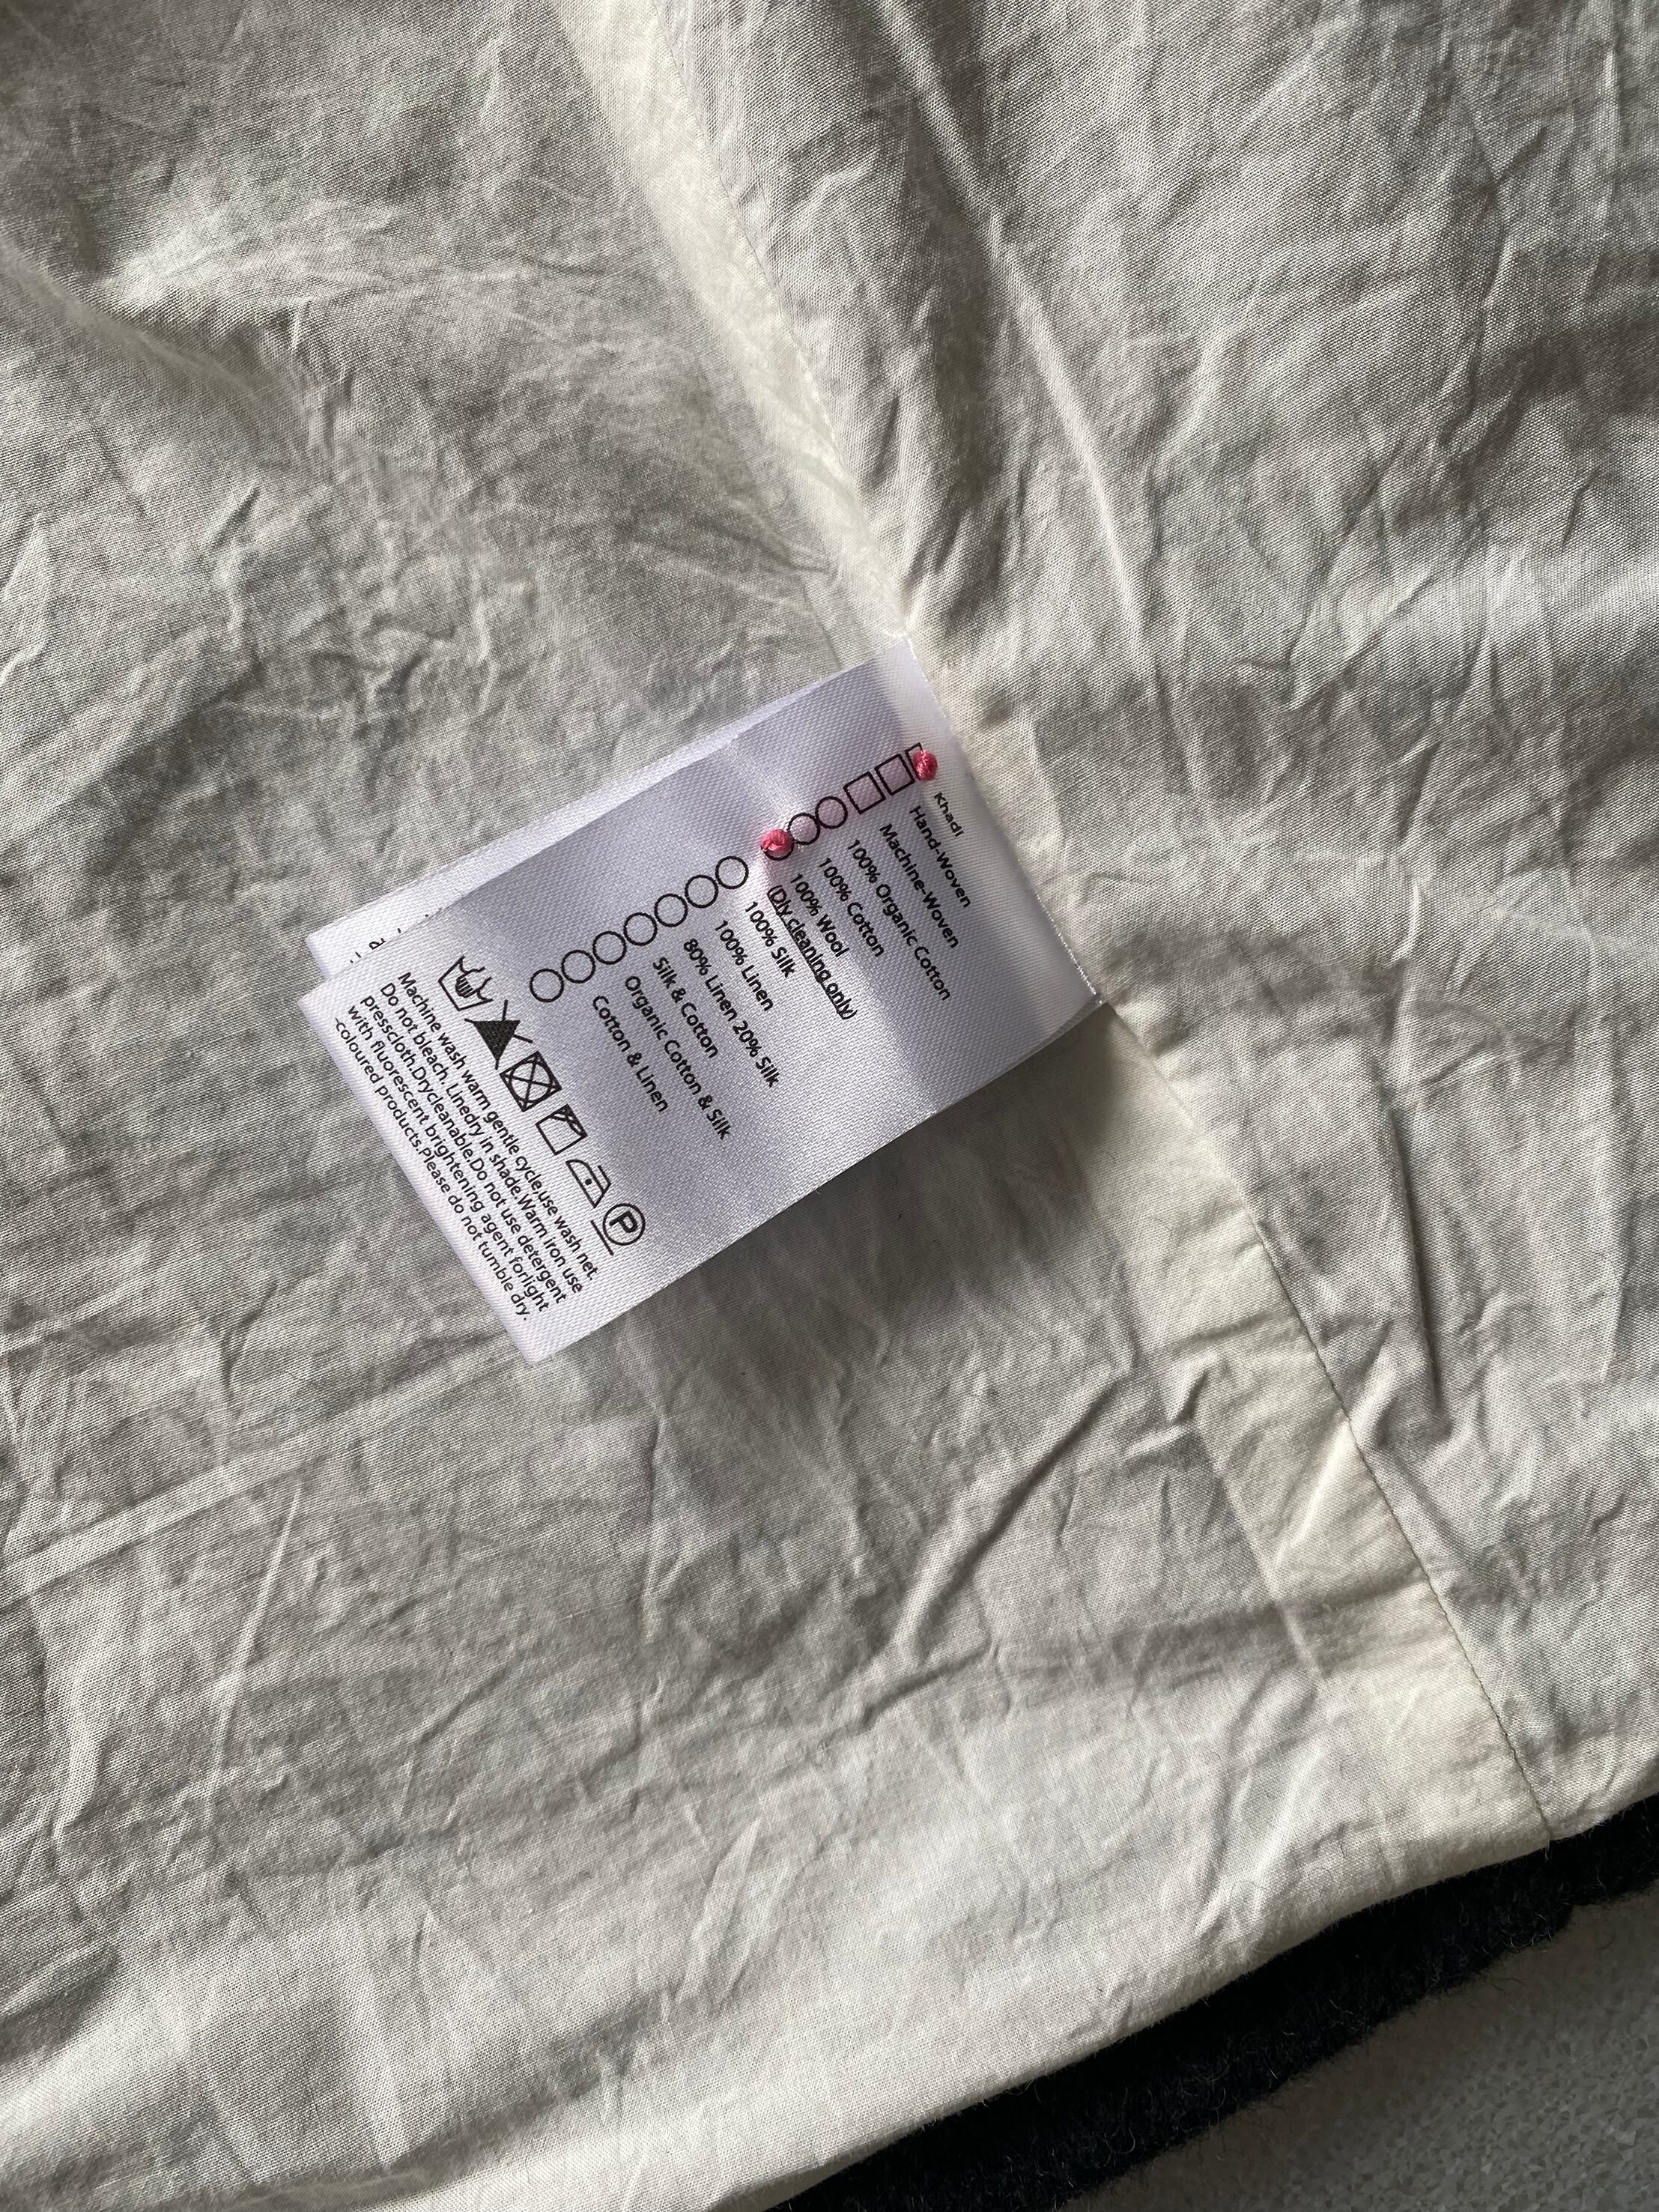 Khadi
Hand-Woven
Machine-Woven
100% Organic Cotton
100% Cotton
100% Wool
(Dly cleaning only)
100% Silk
100% Linen
80% Linen 20% Silk
Silk & Cotton
Organic Cotton & Silk
Cotton & Linen
P
Machine wash warm gentle cycle,use wash net.
Do not bleach. Linedry in shade.Warm iron use
presscloth.Drycleanable.Do not use detergent
with fluorescent brightening agent forlight
-coloured products.Please do not tumble dry.